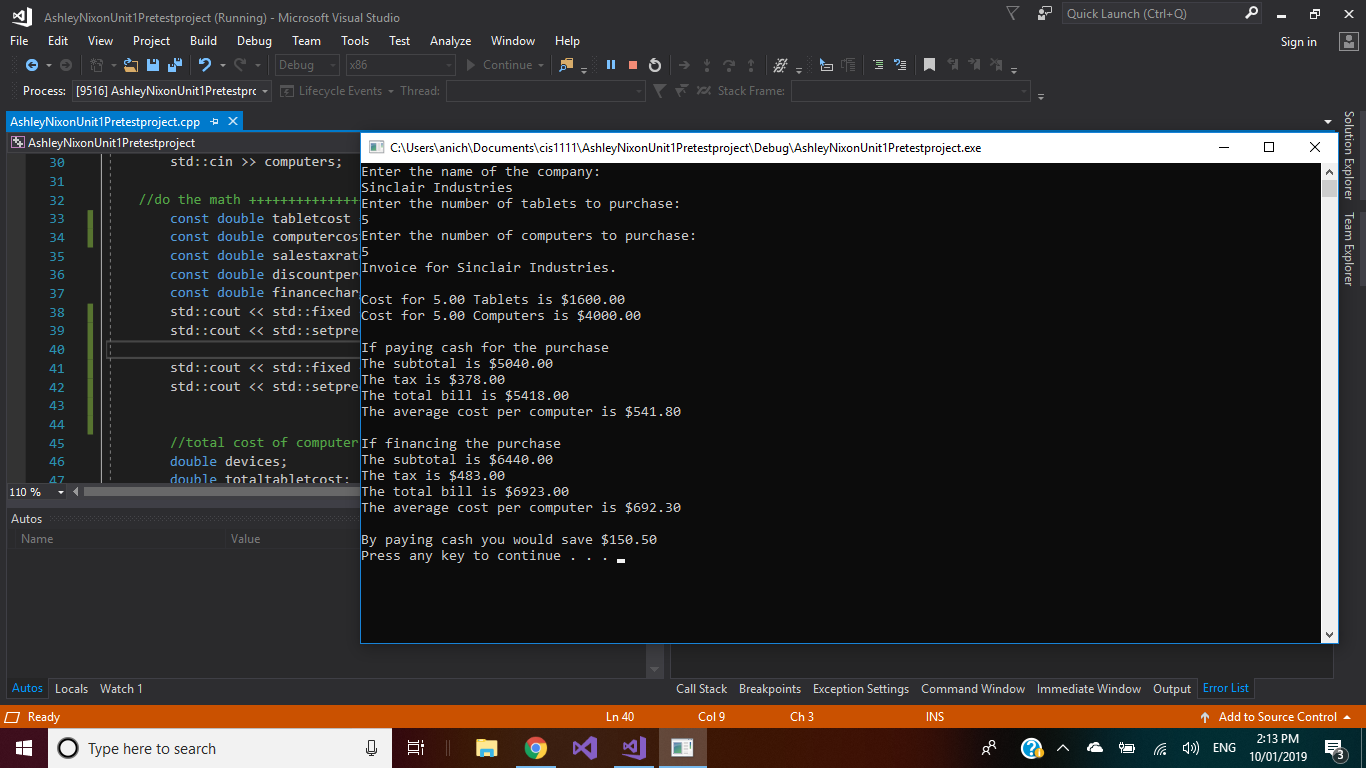 AshleyNixonUnit1Pretestproject (Running) - Microsoft Visual Studio
Quick Launch (Ctrl+Q)
File Edit View Project Build Debug Team Tools Test Analyze Window Help
Sign in
Debug x86 Continue
Process: [9516] AshleyNixonUnit1Pretestpro Lifecycle Events Thread: Stack Frame:
AshleyNixonUnit1Pretestproject.cpp
AshleyNixonUnit1Pretestproject
30 std::cin >> computers;
31
32 //do the math ++++++++++++++
33 const double tabletcost
34 const double computercos
35 const double salestaxrat
36 const double discountper
37 const double financechar
38 std::cout << std::fixed
39 std::cout << std::setpre
40
41 std::cout << std::fixed
42 std::cout << std::setpre
43
44
45 //total cost of computer
46 double devices;
47 double totaltabletcost;
110 %
C:\Users\anich\Documents\cis1111\AshleyNixonUnit1Pretestproject\Debug\AshleyNixonUnit1Pretestproject.exe
Enter the name of the company:
Sinclair Industries
Enter the number of tablets to purchase:
5
Enter the number of computers to purchase:
5
Invoice for Sinclair Industries.
Cost for 5.00 Tablets is $1600.00
Cost for 5.00 Computers is $4000.00
If paying cash for the purchase
The subtotal is $5040.00
The tax is $378.00
The total bill is $5418.00
The average cost per computer is $541.80
If financing the purchase
The subtotal is $6440.00
The tax is $483.00
The total bill is $6923.00
The average cost per computer is $692.30
By paying cash you would save $150.50
Press any key to continue . . .
Solution Explorer
Team Explorer
Autos
Name Value
Autos Locals Watch 1
Call Stack Breakpoints Exception Settings Command Window Immediate Window Output Error List
Ready Ln 40 Col 9 Ch 3 INS Add to Source Control
Type here to search
ENG
2:13 PM
10/01/2019
3